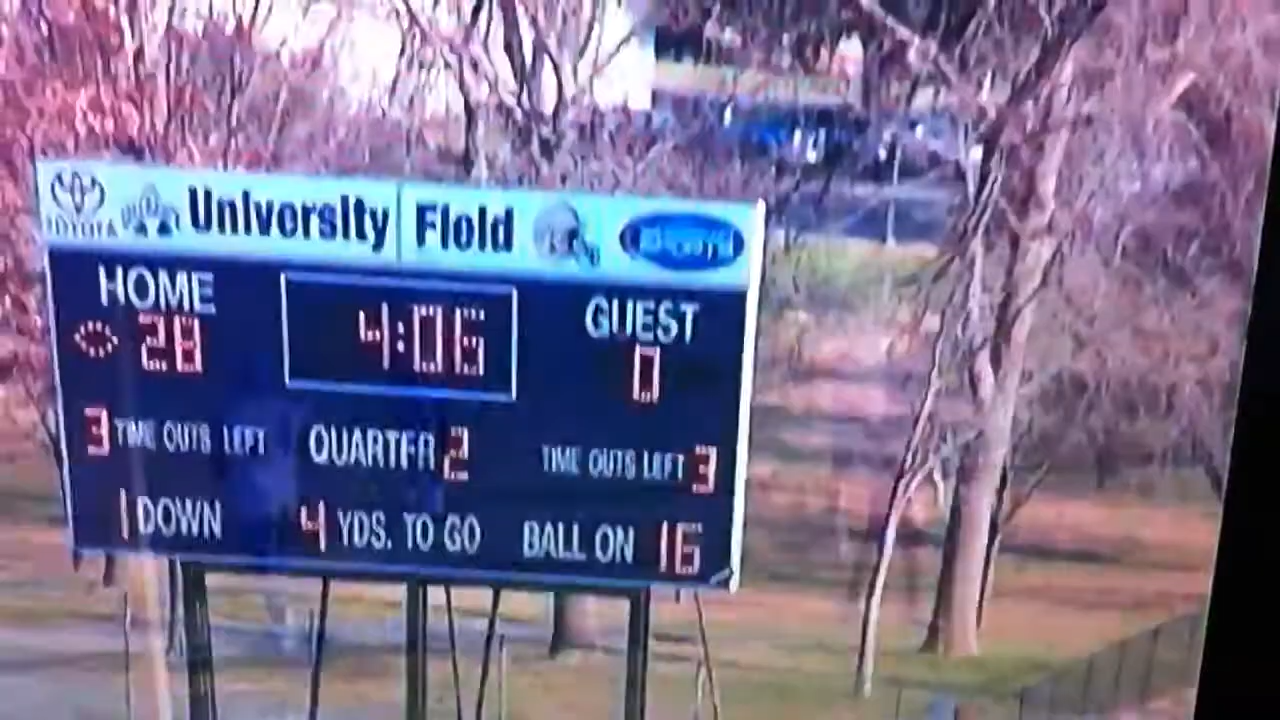 TOYOTA University Field
HOME 4:06 GUEST
28 0
3 TIME OUTS LEFT QUARTER 2 TIME OUTS LEFT 3
1 DOWN 4 YDS. TO GO BALL ON 16